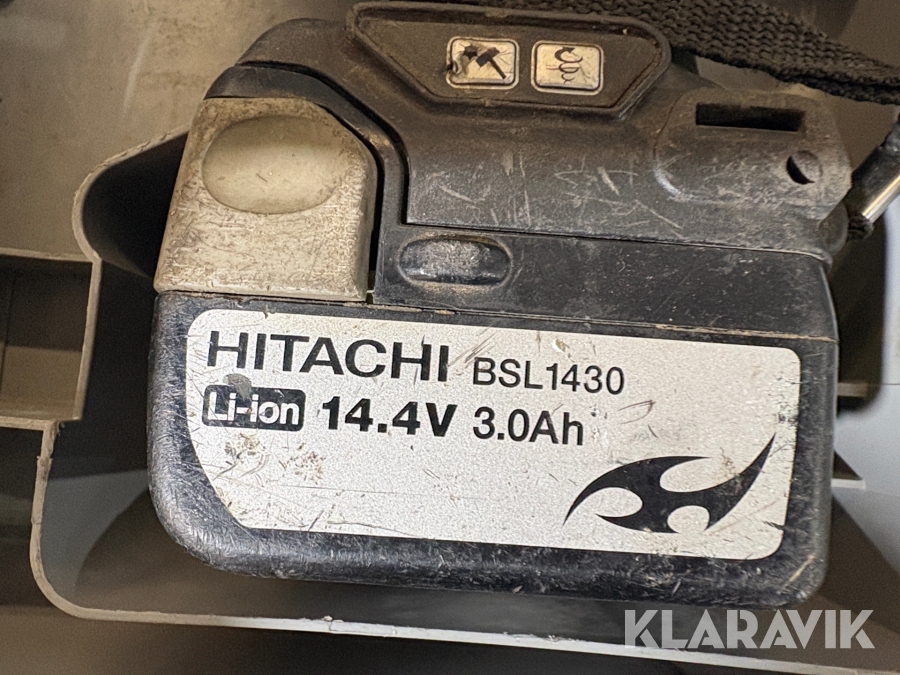 HITACHI BSL1430
Li-ion 14.4V 3.0Ah
KLARAVIK